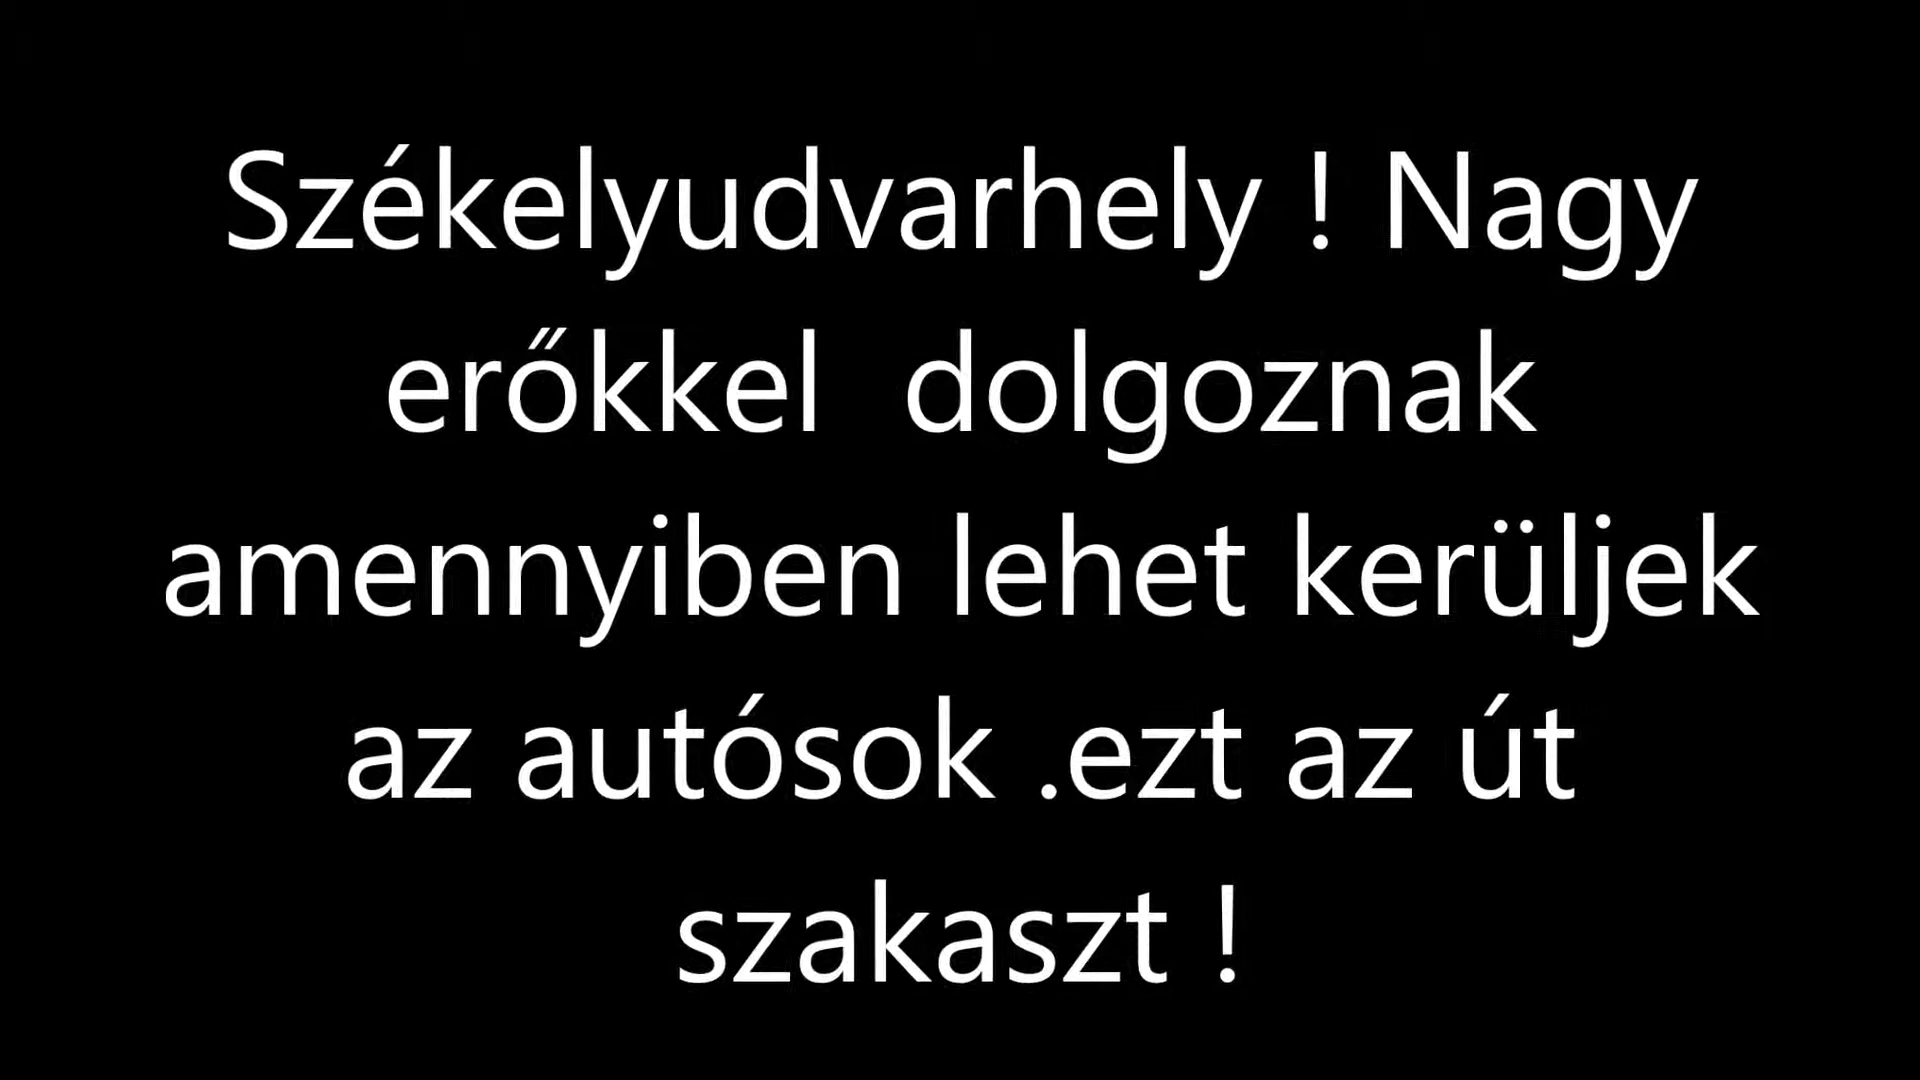 Székelyudvarhely ! Nagy
erőkkel  dolgoznak
amennyiben lehet kerüljek
az autósok .ezt az út
szakaszt !